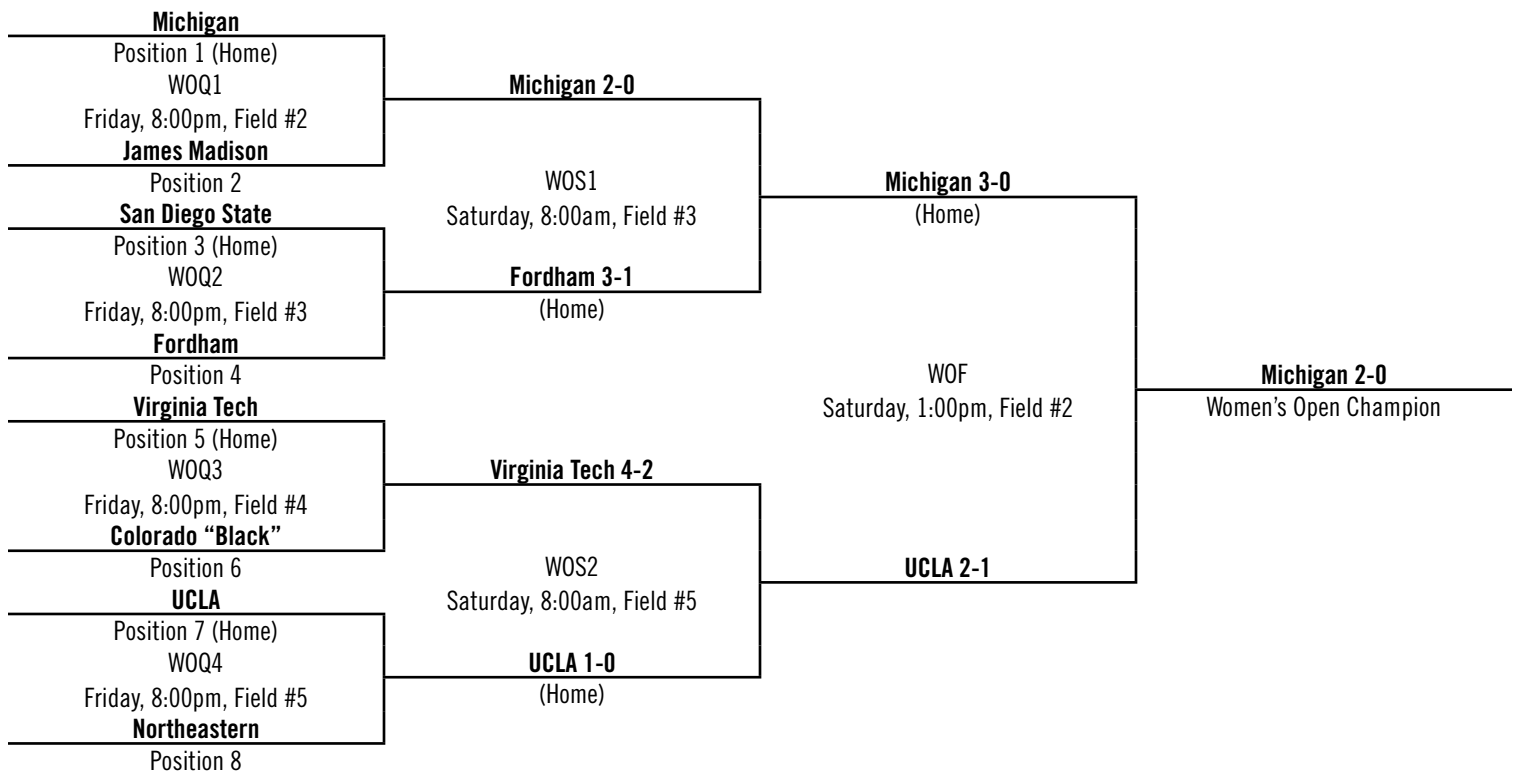 Michigan
Position 1 (Home)
WOQ1
Friday, 8:00pm, Field #2
James Madison
Position 2
San Diego State
Position 3 (Home)
WOQ2
Friday, 8:00pm, Field #3
Fordham
Position 4
Virginia Tech
Position 5 (Home)
WOQ3
Friday, 8:00pm, Field #4
Colorado “Black”
Position 6
UCLA
Position 7 (Home)
WOQ4
Friday, 8:00pm, Field #5
Northeastern
Position 8
Michigan 2-0
WOS1
Saturday, 8:00am, Field #3
Fordham 3-1
(Home)
Virginia Tech 4-2
WOS2
Saturday, 8:00am, Field #5
UCLA 1-0
(Home)
Michigan 3-0
(Home)
WOF
Saturday, 1:00pm, Field #2
UCLA 2-1
Michigan 2-0
Women’s Open Champion